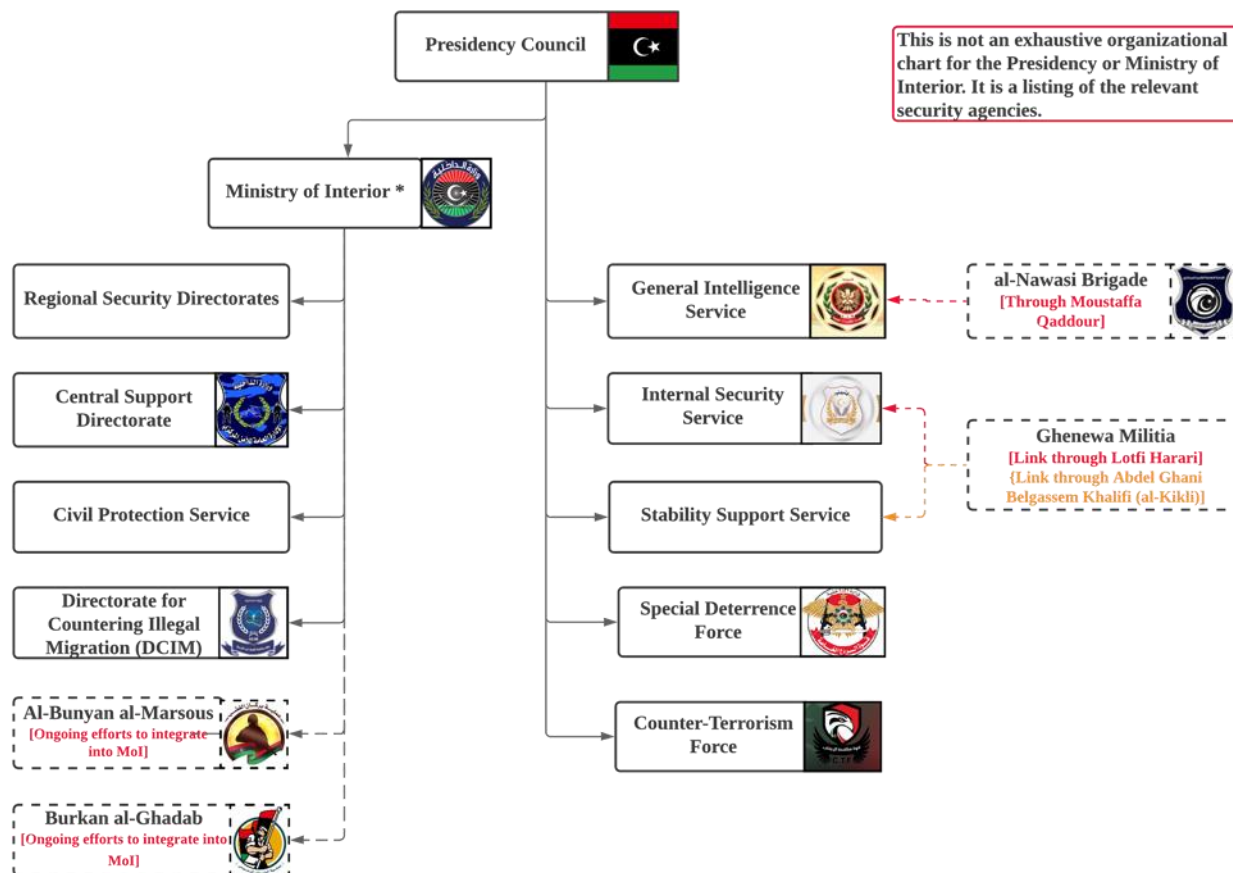 Presidency Council
This is not an exhaustive organizational
chart for the Presidency or Ministry of
Interior. It is a listing of the relevant
security agencies.
Ministry of Interior *
Regional Security Directorates
General Intelligence
Service
al-Nawasi Brigade
[Through Moustaffa
Qaddour]
Central Support
Directorate
Internal Security
Service
Ghenewa Militia
[Link through Lotfi Harari]
{Link through Abdel Ghani
Belgassem Khalifi (al-Kikli)]
Civil Protection Service
Stability Support Service
Directorate for
Countering Illegal
Migration (DCIM)
Special Deterrence
Force
Al-Bunyan al-Marsous
[Ongoing efforts to integrate
into MoI]
Counter-Terrorism
Force
C.T.F
Burkan al-Ghadab
[Ongoing efforts to integrate into
MoI]